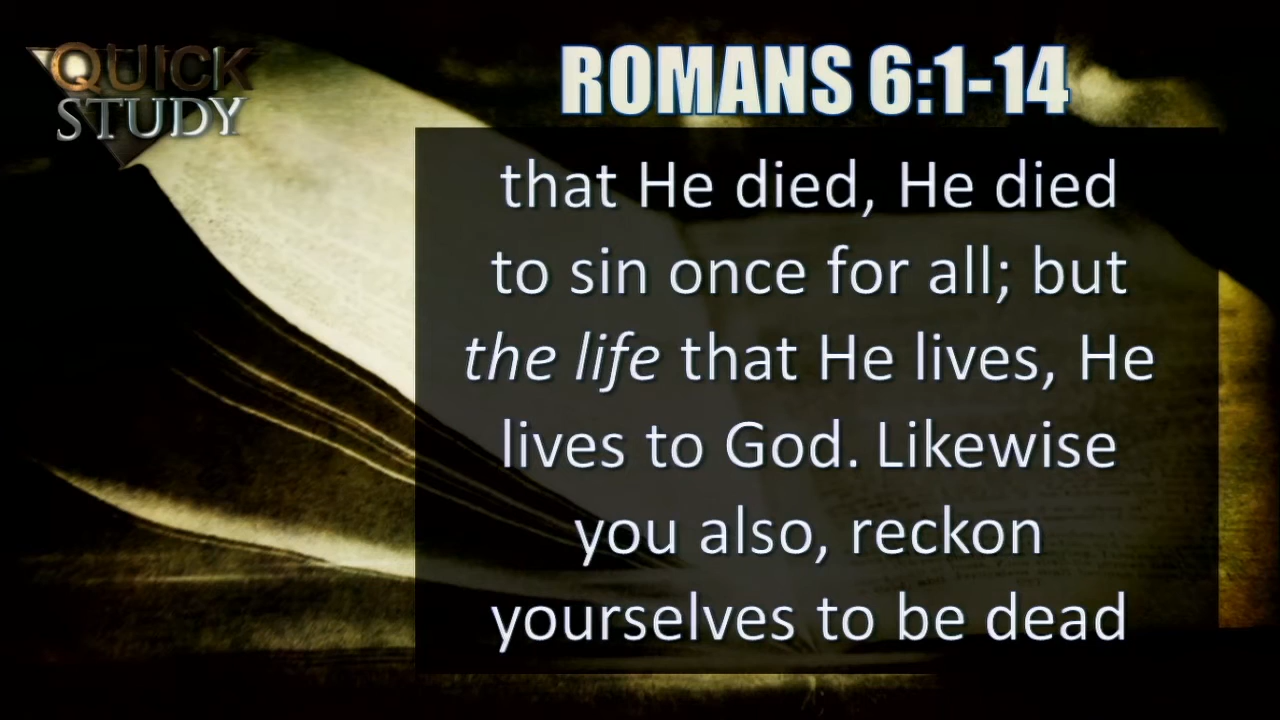 QUICK
STUDY
ROMANS 6:1-14
that He died, He died
to sin once for all; but
the life that He lives, He
lives to God. Likewise
you also, reckon
yourselves to be dead